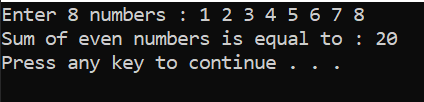 Enter 8 numbers : 1 2 3 4 5 6 7 8
Sum of even numbers is equal to : 20
Press any key to continue . . .